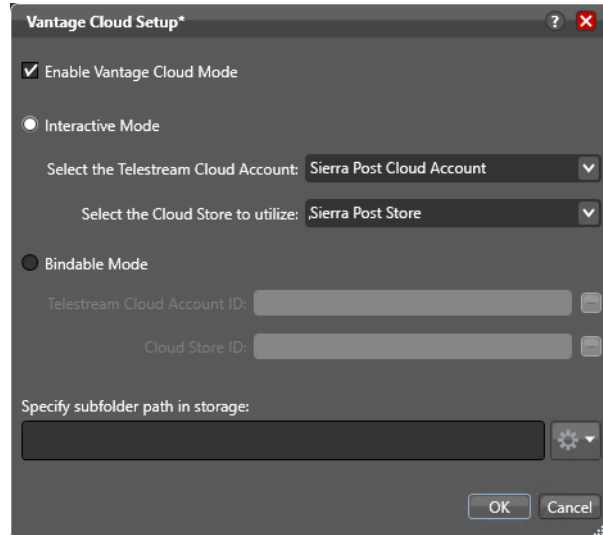 Vantage Cloud Setup*
?
Enable Vantage Cloud Mode
Interactive Mode
Select the Telestream Cloud Account: Sierra Post Cloud Account
Select the Cloud Store to utilize: ,Sierra Post Store
Bindable Mode
Telestream Cloud Account ID:
Cloud Store ID:
Specify subfolder path in storage:
OK Cancel